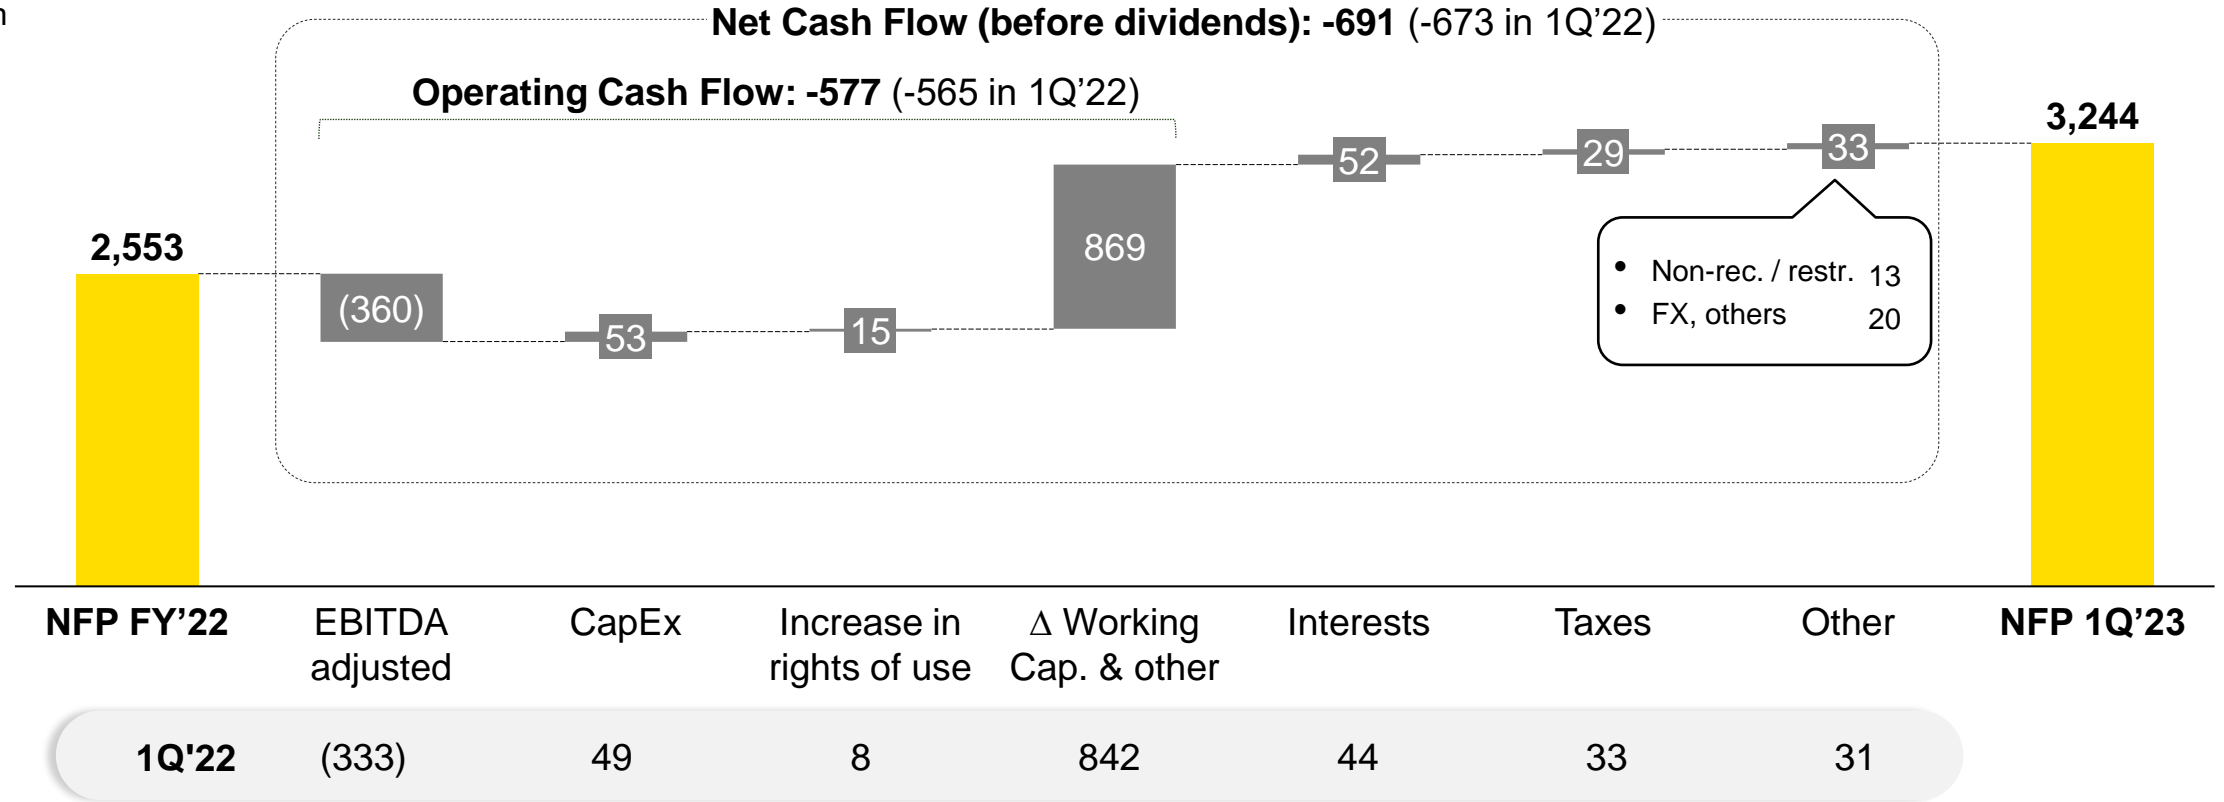 Net Cash Flow (before dividends): -691 (-673 in 1Q’22)
Operating Cash Flow: -577 (-565 in 1Q’22)
2,553
(360)
53
15
869
52
29
33
3,244
• Non-rec. / restr. 13
• FX, others 20
NFP FY’22
EBITDA
adjusted
CapEx
Increase in
rights of use
Δ Working
Cap. & other
Interests
Taxes
Other
NFP 1Q’23
1Q'22 (333) 49 8 842 44 33 31